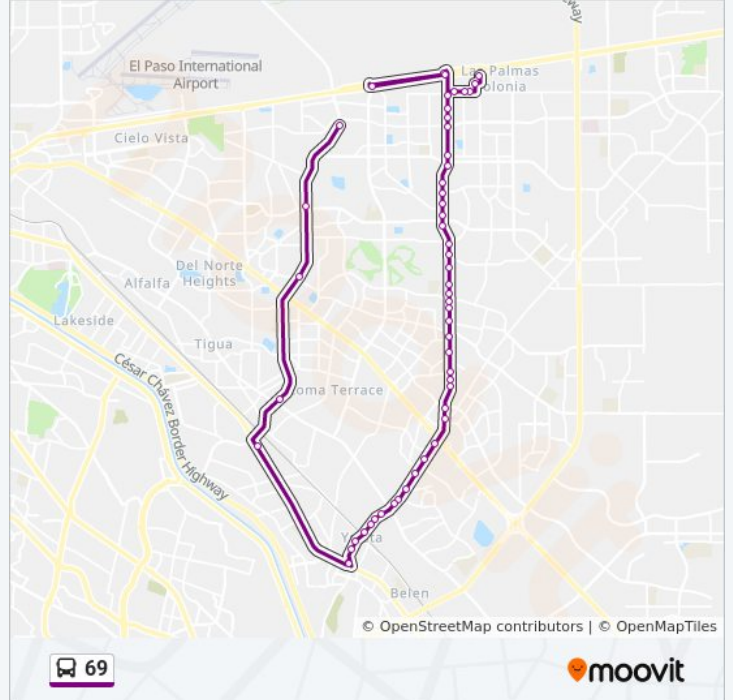 way
El Paso International
Airport
Las Palmas
Colonia
Cielo Vista
Del Norte
Heights
Alfalfa
Lakeside
Tigua
César Chávez Border Highway
Loma Terrace
Ysleta
Belen
© OpenStreetMap contributors | © OpenMapTiles
69
moovit